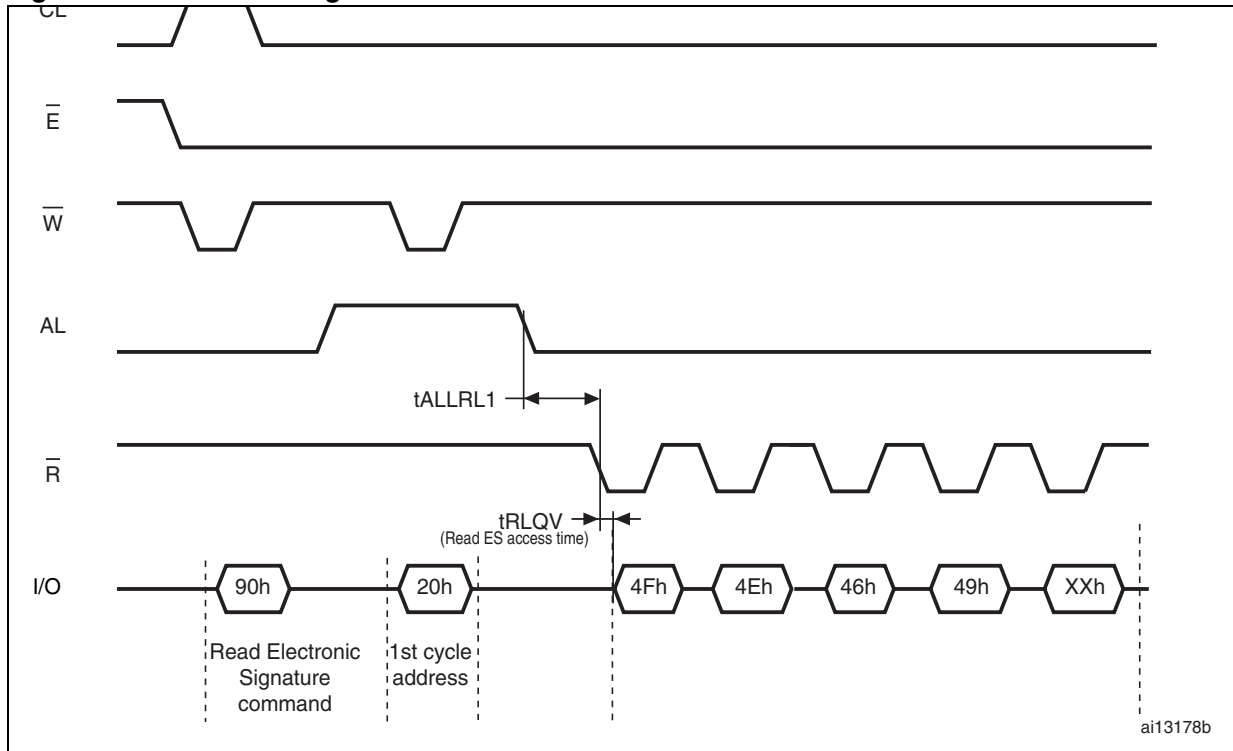 CL
E
W
AL
tALLRL1
R
tRLQV
(Read ES access time)
I/O
90h
20h
4Fh
4Eh
46h
49h
XXh
Read Electronic
Signature
command
1st cycle
address
ai13178b